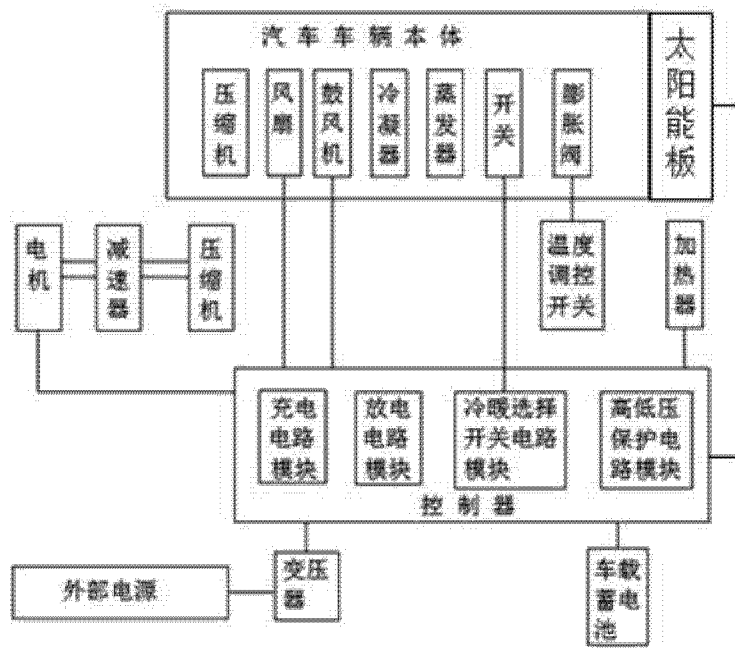 汽车车辆本体
太阳能板
压缩机
风扇
鼓风机
冷凝器
蒸发器
开关
膨胀阀
电机
减速器
压缩机
温度
调控
开关
加热器
充电
电路
模块
放电
电路
模块
冷暖选择
开关电路
模块
高低压
保护电
路模块
控制器
外部电源
变压
器
车载
蓄电
池